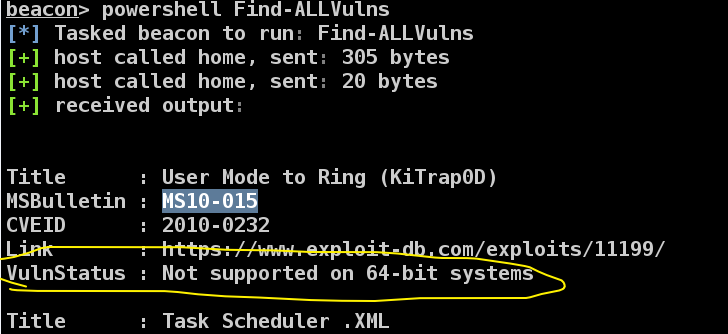 beacon> powershell Find-ALLVulns
[*] Tasked beacon to run: Find-ALLVulns
[+] host called home, sent: 305 bytes
[+] host called home, sent: 20 bytes
[+] received output:
Title : User Mode to Ring (KiTrap0D)
MSBulletin : MS10-015
CVEID : 2010-0232
Link : https://www.exploit-db.com/exploits/11199/
VulnStatus : Not supported on 64-bit systems
Title : Task Scheduler .XML